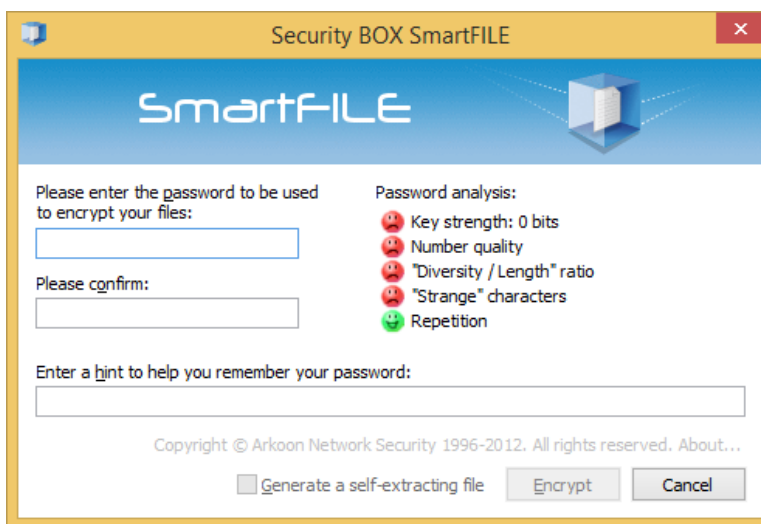 Security BOX SmartFILE
SmartFILE
Please enter the password to be used
to encrypt your files:
Please confirm:
Password analysis:
Key strength: 0 bits
Number quality
"Diversity / Length" ratio
"Strange" characters
Repetition
Enter a hint to help you remember your password:
Copyright © Arkoon Network Security 1996-2012. All rights reserved. About...
Generate a self-extracting file
Encrypt
Cancel